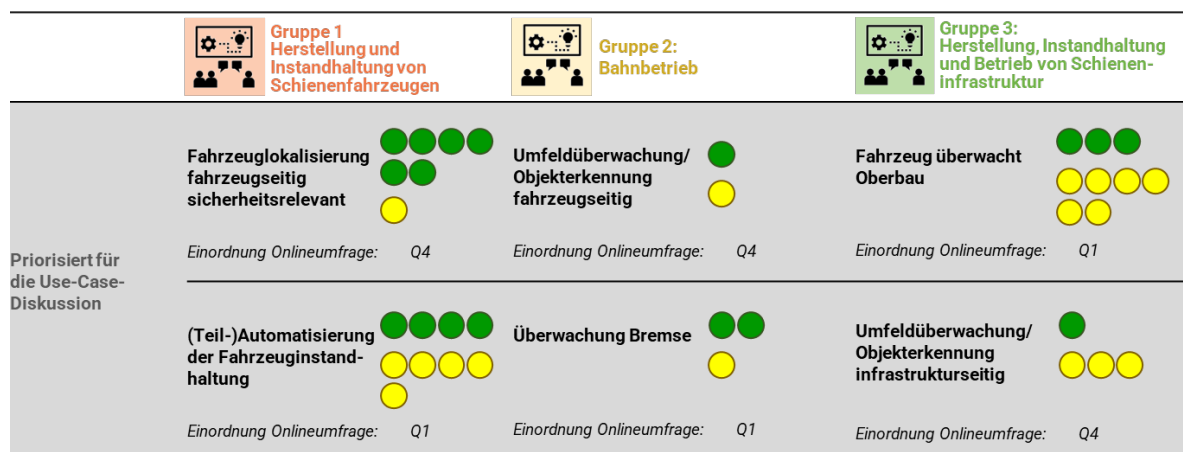 Gruppe 1
Herstellung und
Instandhaltung von
Schienenfahrzeugen
Gruppe 2:
Bahnbetrieb
Gruppe 3:
Herstellung, Instandhaltung
und Betrieb von Schienen-
infrastruktur
Priorisiert für
die Use-Case-
Diskussion
Fahrzeuglokalisierung
fahrzeugseitig
sicherheitsrelevant
Einordnung Onlineumfrage: Q4
Umfeldüberwachung/
Objekterkennung
fahrzeugseitig
Einordnung Onlineumfrage: Q4
Fahrzeug überwacht
Oberbau
Einordnung Onlineumfrage: Q1
(Teil-)Automatisierung
der Fahrzeuginstand-
haltung
Einordnung Onlineumfrage: Q1
Überwachung Bremse
Einordnung Onlineumfrage: Q1
Umfeldüberwachung/
Objekterkennung
infrastrukturseitig
Einordnung Onlineumfrage: Q4